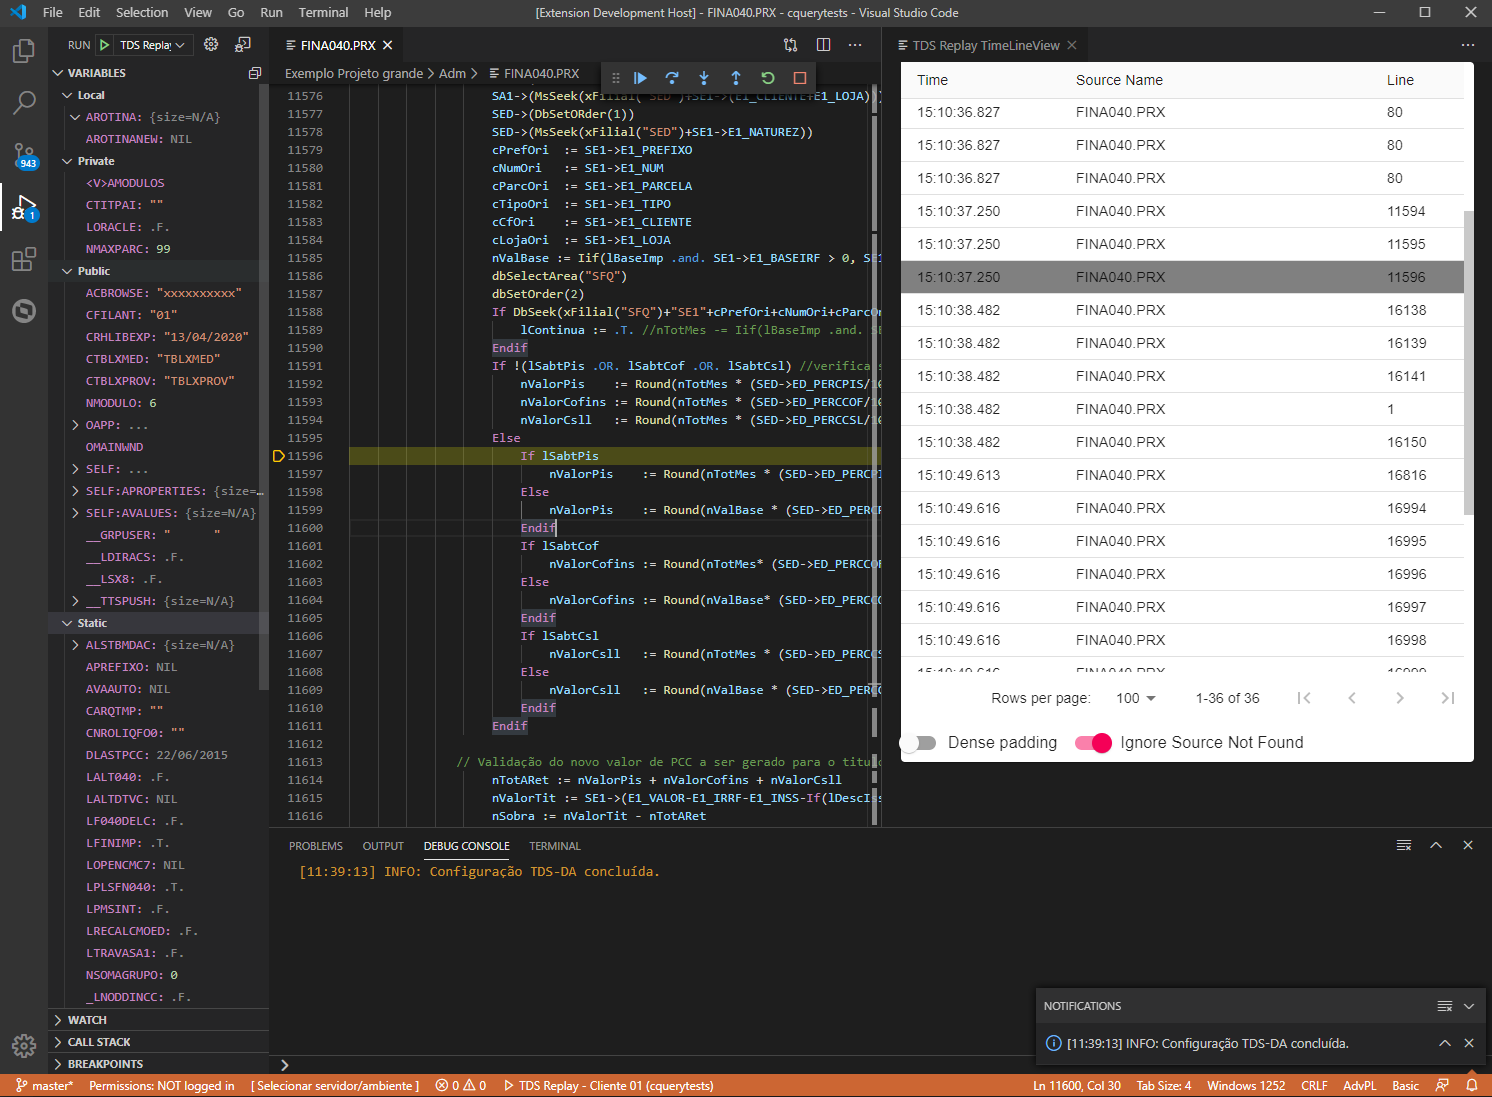 File Edit Selection View Go Run Terminal Help
[Extension Development Host] - FINA040.PRX - cquerytests - Visual Studio Code
RUN TDS Replay
VARIABLES
Local
AROTINA: {size=N/A}
AROTINANEW: NIL
Private
<V>AMODULOS
CTITPAI: ""
LORACLE: .F.
NMAXPARC: 99
Public
ACBROWSE: "xxxxxxxxxx"
CFILANT: "01"
CRHLIBEXP: "13/04/2020"
CTBLXMED: "TBLXMED"
CTBLXPROV: "TBLXPROV"
NMODULO: 6
OAPP: ...
OMAINWND
SELF: ...
SELF:APROPERTIES: {size=…
SELF:AVALUES: {size=N/A}
__GRPUSER: "      "
__LDIRACS: .F.
__LSX8: .F.
__TTSPUSH: {size=N/A}
Static
ALSTBMDAC: {size=N/A}
APREFIXO: NIL
AVAAUTO: NIL
CARQTMP: ""
CNROLIQFO0: ""
DLASTPCC: 22/06/2015
LALT040: .F.
LALTDTVC: NIL
LF040DELC: .F.
LFINIMP: .T.
LOPENCMC7: NIL
LPLSFN040: .T.
LPMSINT: .F.
LRECALCMOED: .F.
LTRAVASA1: .F.
NSOMAGRUPO: 0
_LNODDINCC: .F.
WATCH
CALL STACK
BREAKPOINTS
943
1
FINA040.PRX
Exemplo Projeto grande > Adm > FINA040.PRX
11576 SA1->(MsSeek(xFilial("SED")+SE1->(E1_CLIENTE+E1_LOJA)))
11577 SED->(DbSetORder(1))
11578 SED->(MsSeek(xFilial("SED")+SE1->E1_NATUREZ))
11579 cPrefOri := SE1->E1_PREFIXO
11580 cNumOri := SE1->E1_NUM
11581 cParcOri := SE1->E1_PARCELA
11582 cTipoOri := SE1->E1_TIPO
11583 cCfOri := SE1->E1_CLIENTE
11584 cLojaOri := SE1->E1_LOJA
11585 nValBase := Iif(lBaseImp .and. SE1->E1_BASEIRF > 0, SE1
11586 dbSelectArea("SFQ")
11587 dbSetOrder(2)
11588 If DbSeek(xFilial("SFQ")+"SE1"+cPrefOri+cNumOri+cParcOr
11589 lContinua := .T. //nTotMes -= Iif(lBaseImp .and. SE
11590 Endif
11591 If !(lSabtPis .OR. lSabtCof .OR. lSabtCsl) //verifica s
11592 nValorPis := Round(nTotMes * (SED->ED_PERCPIS/10
11593 nValorCofins := Round(nTotMes * (SED->ED_PERCCOF/10
11594 nValorCsll := Round(nTotMes * (SED->ED_PERCCSL/10
11595 Else
11596 If lSabtPis
11597 nValorPis := Round(nTotMes * (SED->ED_PERCPI
11598 Else
11599 nValorPis := Round(nValBase * (SED->ED_PERCP
11600 Endif
11601 If lSabtCof
11602 nValorCofins := Round(nTotMes* (SED->ED_PERCCOF
11603 Else
11604 nValorCofins := Round(nValBase* (SED->ED_PERCCO
11605 Endif
11606 If lSabtCsl
11607 nValorCsll := Round(nTotMes * (SED->ED_PERCCS
11608 Else
11609 nValorCsll := Round(nValBase * (SED->ED_PERCC
11610 Endif
11611 Endif
11612
11613 // Validação do novo valor de PCC a ser gerado para o titul
11614 nTotARet := nValorPis + nValorCofins + nValorCsll
11615 nValorTit := SE1->(E1_VALOR-E1_IRRF-E1_INSS-If(lDescIss
11616 nSobra := nValorTit - nTotARet
TDS Replay TimeLineView
Time Source Name Line
15:10:36.827 FINA040.PRX 80
15:10:36.827 FINA040.PRX 80
15:10:36.827 FINA040.PRX 80
15:10:37.250 FINA040.PRX 11594
15:10:37.250 FINA040.PRX 11595
15:10:37.250 FINA040.PRX 11596
15:10:38.482 FINA040.PRX 16138
15:10:38.482 FINA040.PRX 16139
15:10:38.482 FINA040.PRX 16141
15:10:38.482 FINA040.PRX 1
15:10:38.482 FINA040.PRX 16150
15:10:49.613 FINA040.PRX 16816
15:10:49.616 FINA040.PRX 16994
15:10:49.616 FINA040.PRX 16995
15:10:49.616 FINA040.PRX 16996
15:10:49.616 FINA040.PRX 16997
15:10:49.616 FINA040.PRX 16998
15:10:49.616 FINA040.PRX 16999
Rows per page: 100 1-36 of 36
Dense padding Ignore Source Not Found
PROBLEMS OUTPUT DEBUG CONSOLE TERMINAL
[11:39:13] INFO: Configuração TDS-DA concluída.
NOTIFICATIONS
[11:39:13] INFO: Configuração TDS-DA concluída.
master* Permissions: NOT logged in [ Selecionar servidor/ambiente ] 0 0 TDS Replay - Cliente 01 (cquerytests) Ln 11600, Col 30 Tab Size: 4 Windows 1252 CRLF AdvPL Basic